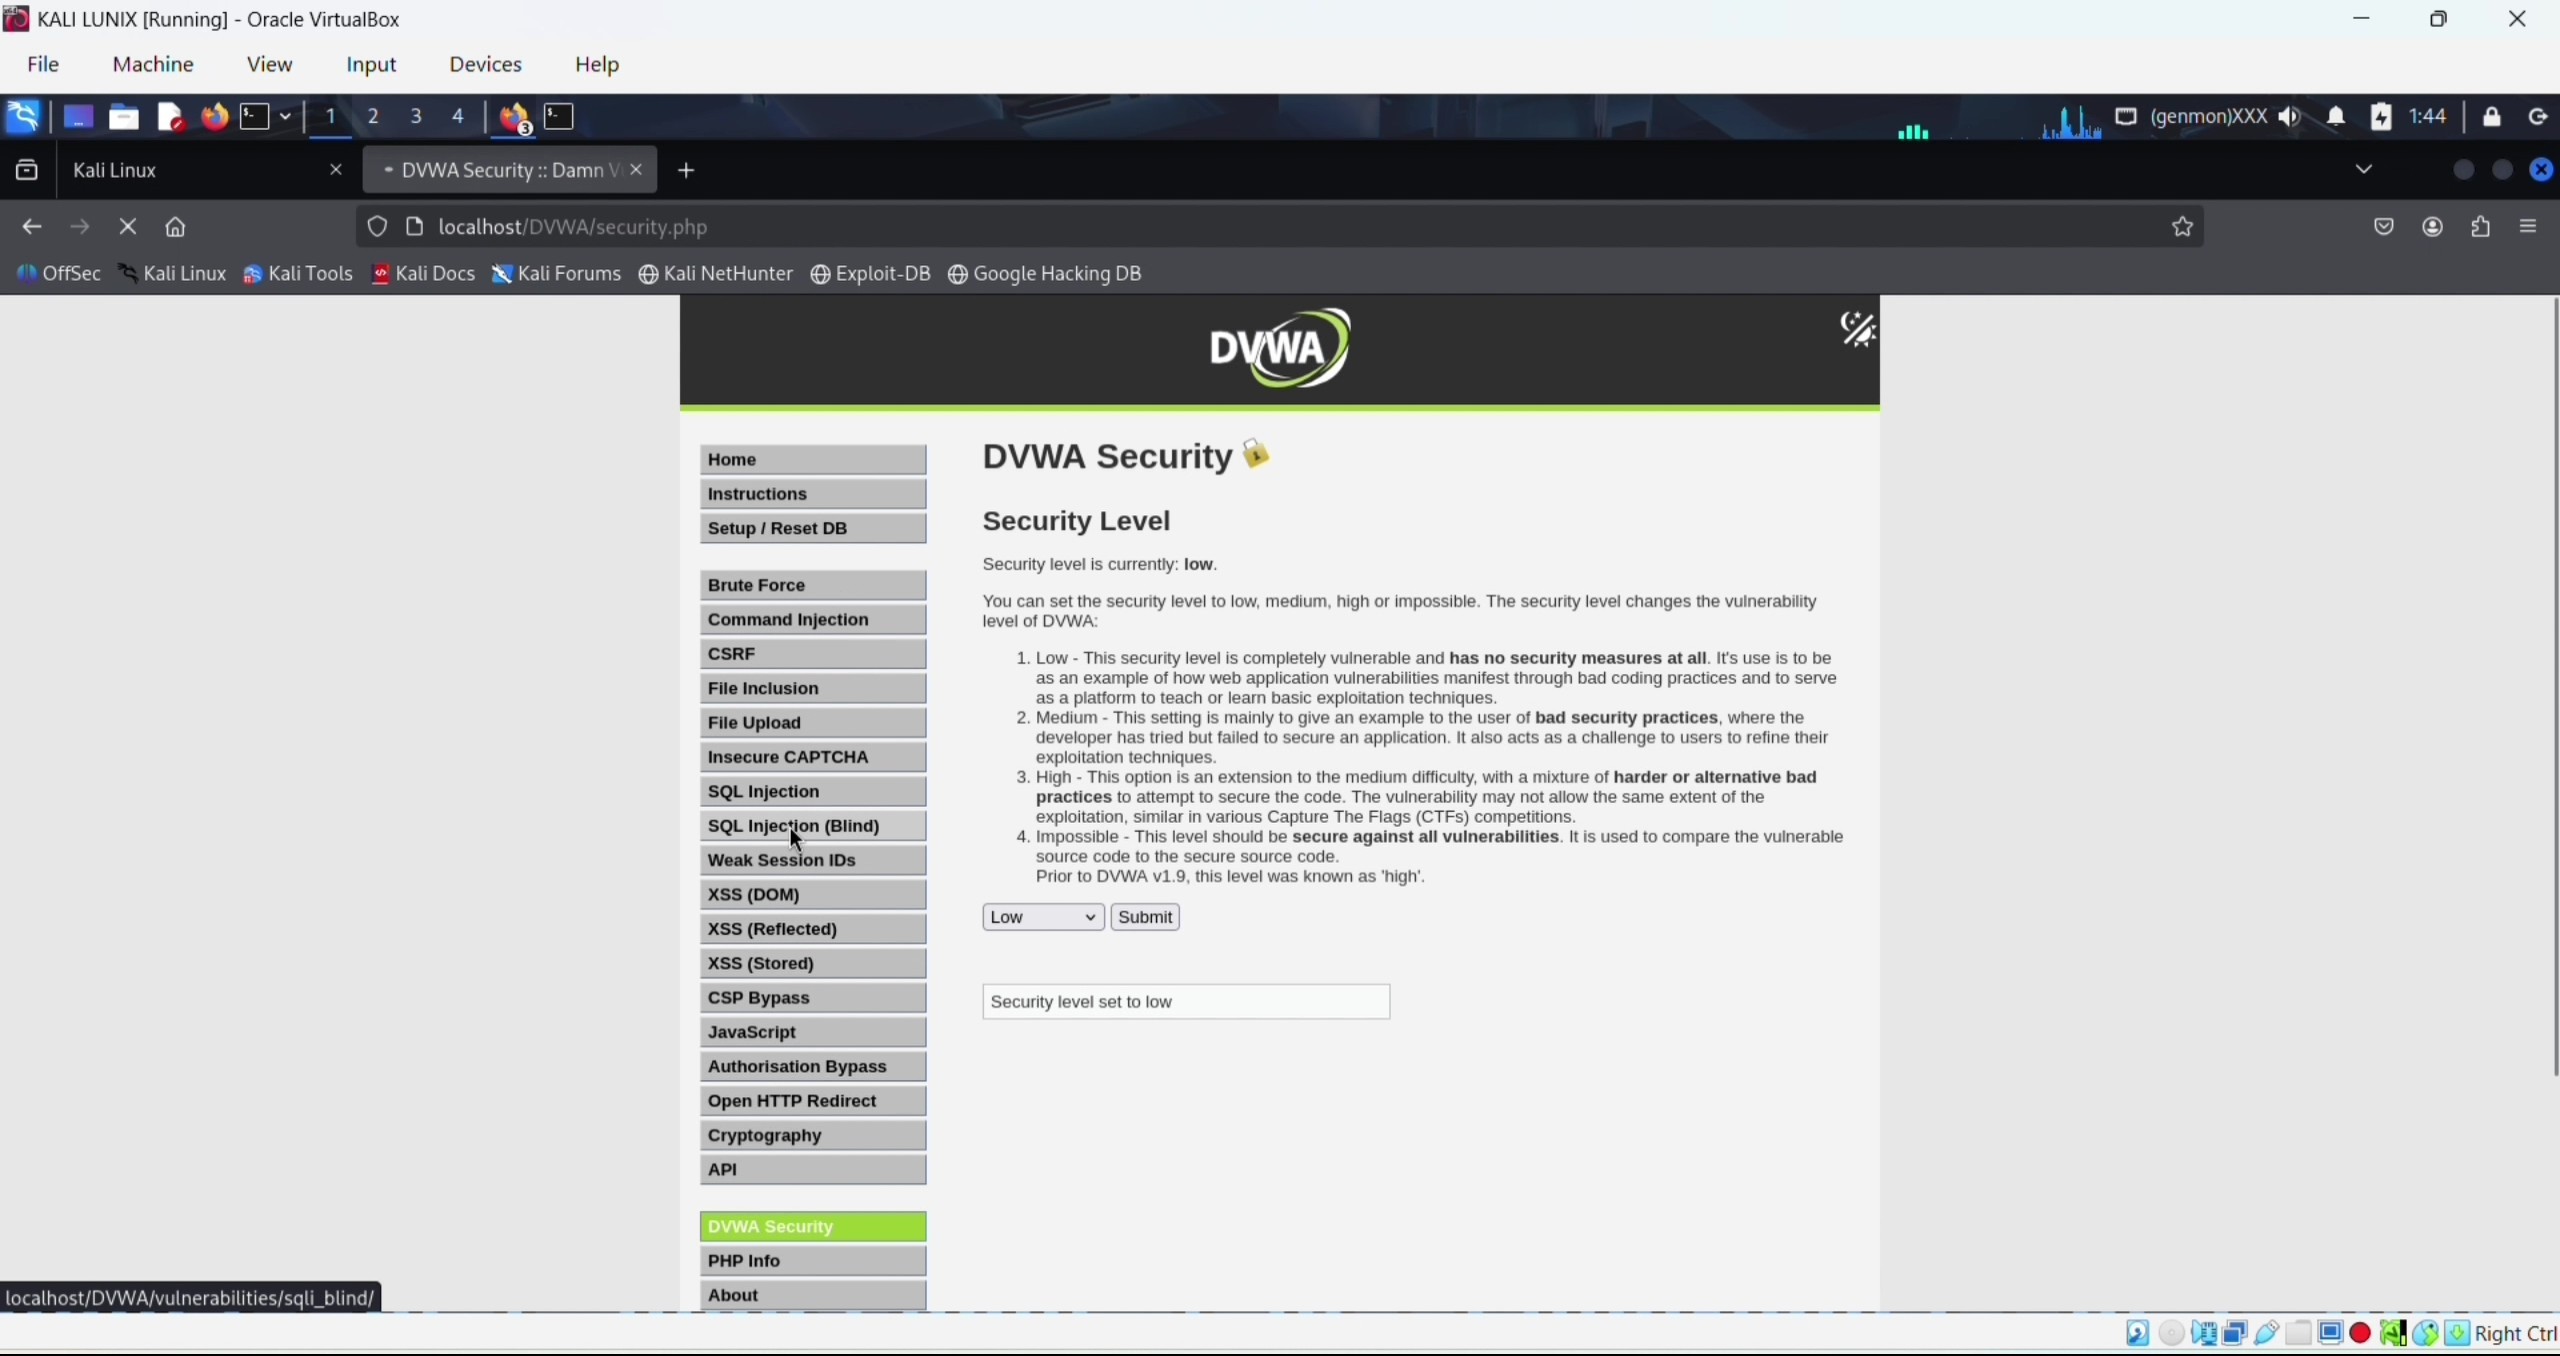 KALI LUNIX [Running] - Oracle VirtualBox
File Machine View Input Devices Help
1 2 3 4 3 (genmon)XXX 1:44
Kali Linux DVWA Security :: Damn V
localhost/DVWA/security.php
OffSec Kali Linux Kali Tools Kali Docs Kali Forums Kali NetHunter Exploit-DB Google Hacking DB
DVWA
Home
Instructions
Setup / Reset DB
Brute Force
Command Injection
CSRF
File Inclusion
File Upload
Insecure CAPTCHA
SQL Injection
SQL Injection (Blind)
Weak Session IDs
XSS (DOM)
XSS (Reflected)
XSS (Stored)
CSP Bypass
JavaScript
Authorisation Bypass
Open HTTP Redirect
Cryptography
API
DVWA Security
PHP Info
About
DVWA Security
Security Level
Security level is currently: low.
You can set the security level to low, medium, high or impossible. The security level changes the vulnerability
level of DVWA:
1. Low - This security level is completely vulnerable and has no security measures at all. It's use is to be
as an example of how web application vulnerabilities manifest through bad coding practices and to serve
as a platform to teach or learn basic exploitation techniques.
2. Medium - This setting is mainly to give an example to the user of bad security practices, where the
developer has tried but failed to secure an application. It also acts as a challenge to users to refine their
exploitation techniques.
3. High - This option is an extension to the medium difficulty, with a mixture of harder or alternative bad
practices to attempt to secure the code. The vulnerability may not allow the same extent of the
exploitation, similar in various Capture The Flags (CTFs) competitions.
4. Impossible - This level should be secure against all vulnerabilities. It is used to compare the vulnerable
source code to the secure source code.
Prior to DVWA v1.9, this level was known as 'high'.
Low Submit
Security level set to low
localhost/DVWA/vulnerabilities/sqli_blind/
Right Ctrl